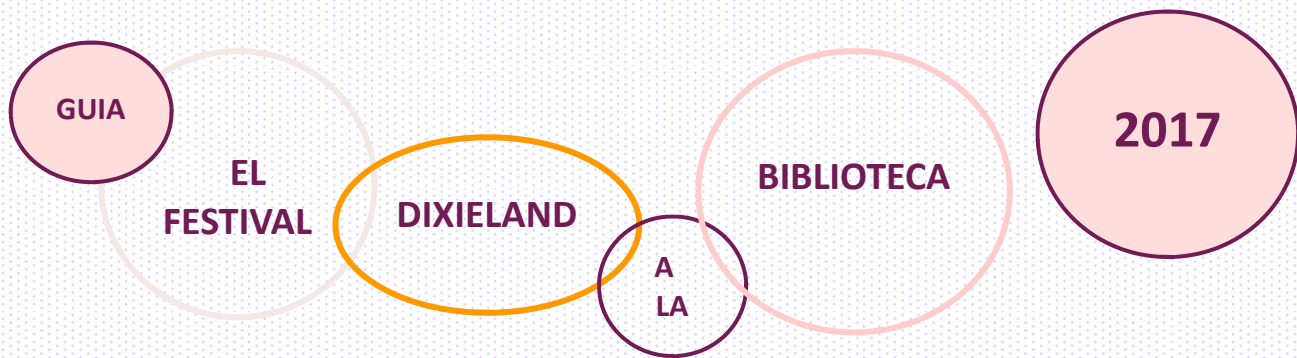 GUIA
EL
FESTIVAL
DIXIELAND
A
LA
BIBLIOTECA
2017